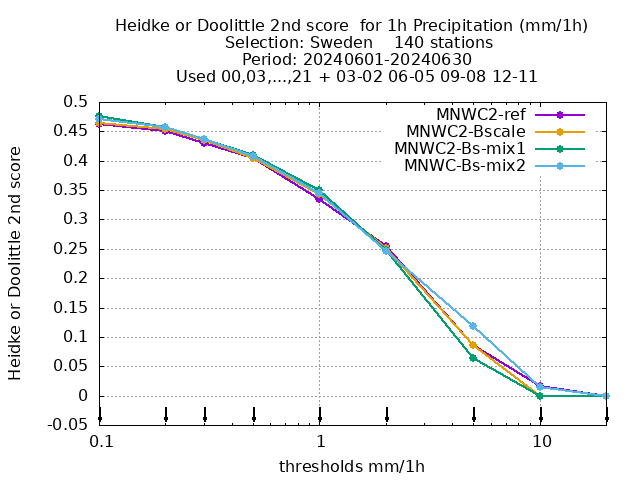 Heidke or Doolittle 2nd score  for 1h Precipitation (mm/1h)
Selection: Sweden    140 stations
Period: 20240601-20240630
Used 00,03,...,21 + 03-02 06-05 09-08 12-11
0.5
0.45
0.4
0.35
0.3
0.25
0.2
0.15
0.1
0.05
0
-0.05
Heidke or Doolittle 2nd score
MNWC2-ref
MNWC2-Bscale
MNWC2-Bs-mix1
MNWC-Bs-mix2
0.1 1 10
thresholds mm/1h